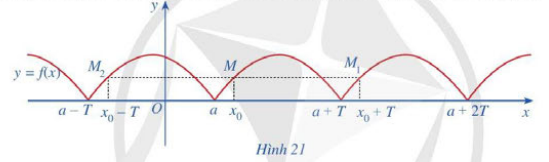 y
y = f(x)
M₂ M M₁
a – T x₀ – T O a x₀ a + T x₀ + T a + 2T x
Hình 21